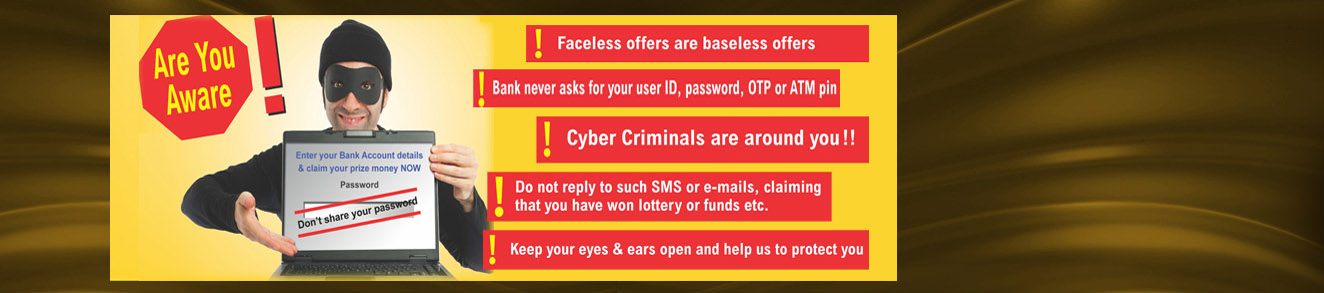 Are You
Aware
!
Enter your Bank Account details
& claim your prize money NOW
Password
Don't share your password
! Faceless offers are baseless offers
! Bank never asks for your user ID, password, OTP or ATM pin
! Cyber Criminals are around you!!
! Do not reply to such SMS or e-mails, claiming
that you have won lottery or funds etc.
! Keep your eyes & ears open and help us to protect you